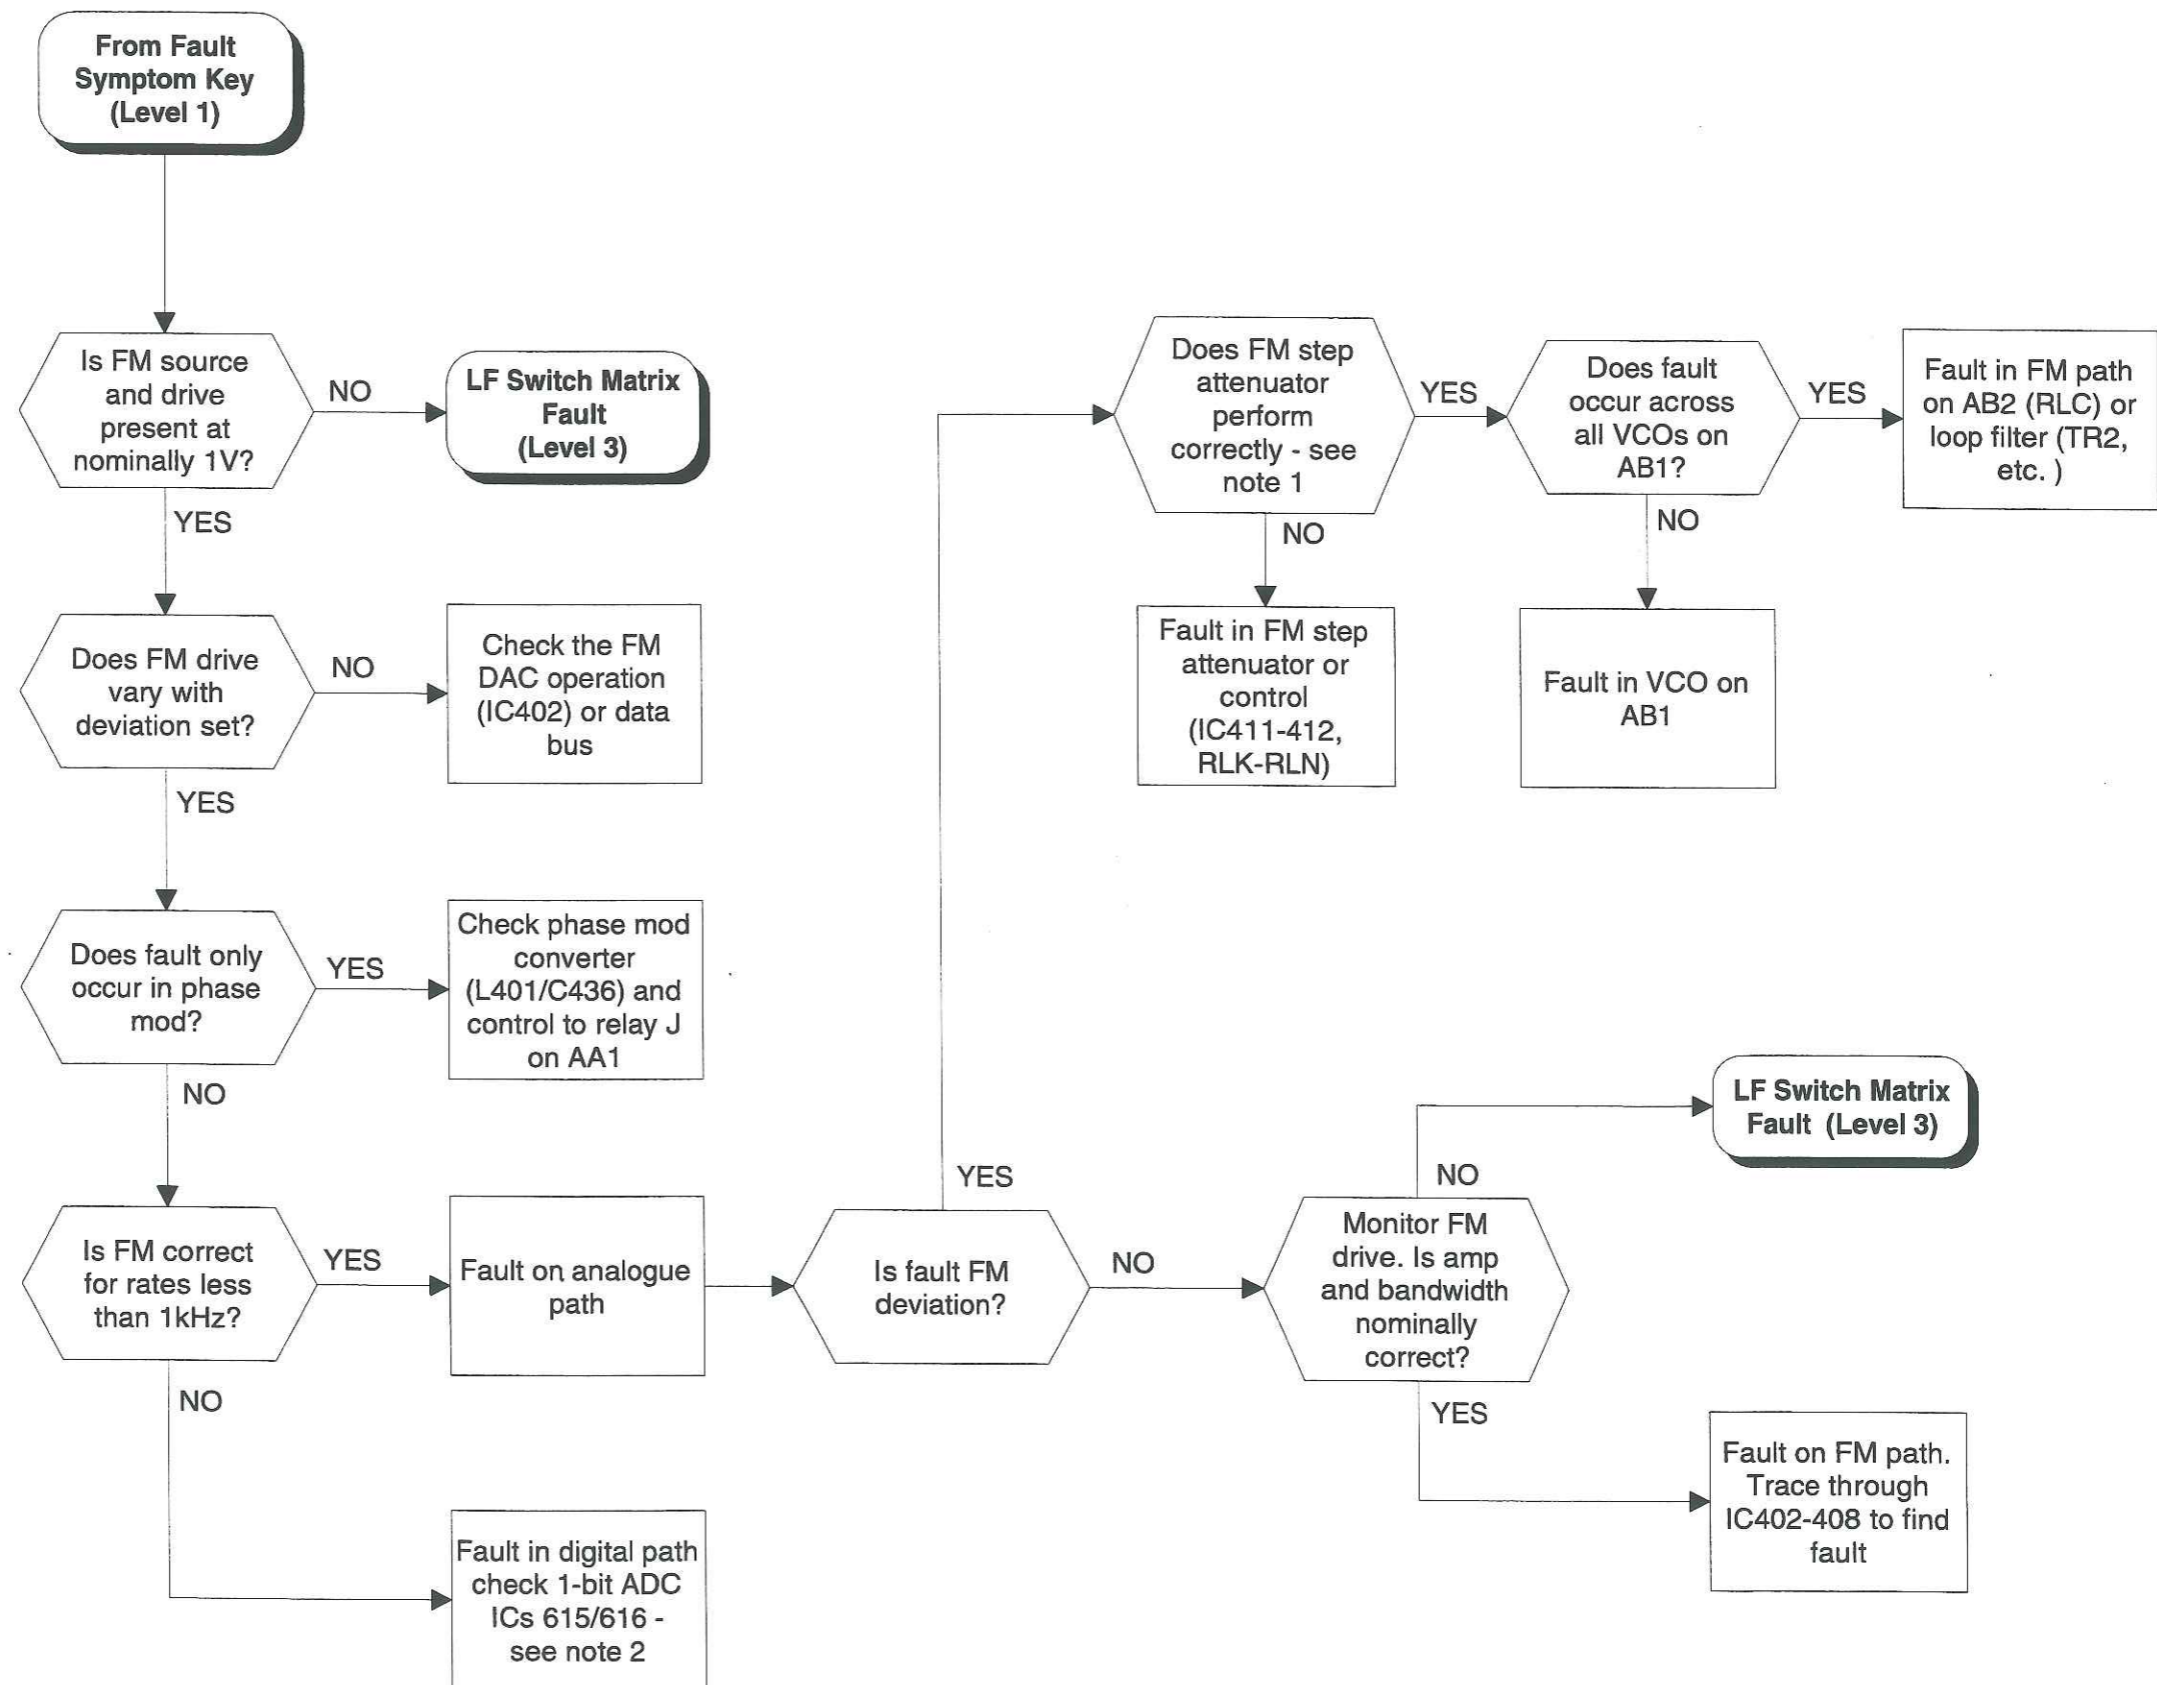 From Fault
Symptom Key
(Level 1)
Is FM source
and drive
present at
nominally 1V?
NO
LF Switch Matrix
Fault
(Level 3)
YES
Does FM drive
vary with
deviation set?
NO
Check the FM
DAC operation
(IC402) or data
bus
YES
Does fault only
occur in phase
mod?
YES
Check phase mod
converter
(L401/C436) and
control to relay J
on AA1
NO
Is FM correct
for rates less
than 1kHz?
YES
Fault on analogue
path
NO
Fault in digital path
check 1-bit ADC
ICs 615/616 -
see note 2
Is fault FM
deviation?
YES
Does FM step
attenuator
perform
correctly - see
note 1
YES
Does fault
occur across
all VCOs on
AB1?
YES
Fault in FM path
on AB2 (RLC) or
loop filter (TR2,
etc. )
NO
Fault in FM step
attenuator or
control
(IC411-412,
RLK-RLN)
NO
Fault in VCO on
AB1
NO
Monitor FM
drive. Is amp
and bandwidth
nominally
correct?
NO
LF Switch Matrix
Fault (Level 3)
YES
Fault on FM path.
Trace through
IC402-408 to find
fault